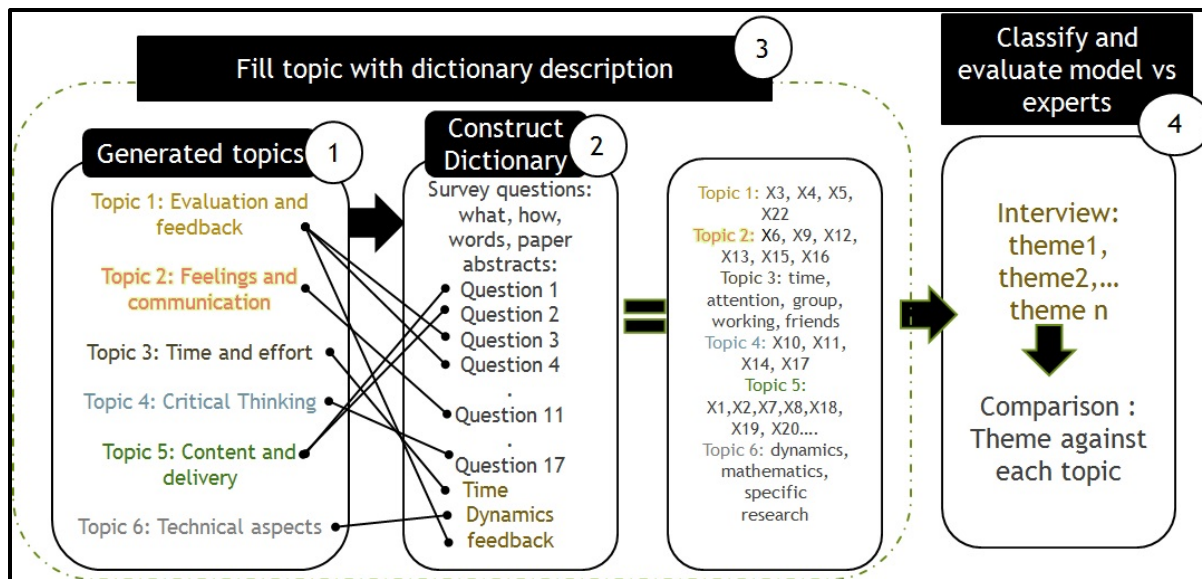 Fill topic with dictionary description
3
Classify and
evaluate model vs
experts
4
Generated topics
1
Topic 1: Evaluation and
feedback
Topic 2: Feelings and
communication
Topic 3: Time and effort
Topic 4: Critical Thinking
Topic 5: Content and
delivery
Topic 6: Technical aspects
Construct
Dictionary
2
Survey questions:
what, how,
words, paper
abstracts:
Question 1
Question 2
Question 3
Question 4
.
Question 11
.
Question 17
Time
Dynamics
feedback
Topic 1: X3, X4, X5,
X22
Topic 2: X6, X9, X12,
X13, X15, X16
Topic 3: time,
attention, group,
working, friends
Topic 4: X10, X11,
X14, X17
Topic 5:
X1,X2,X7,X8,X18,
X19, X20....
Topic 6: dynamics,
mathematics,
specific
research
Interview:
theme1,
theme2,...
theme n
Comparison :
Theme against
each topic